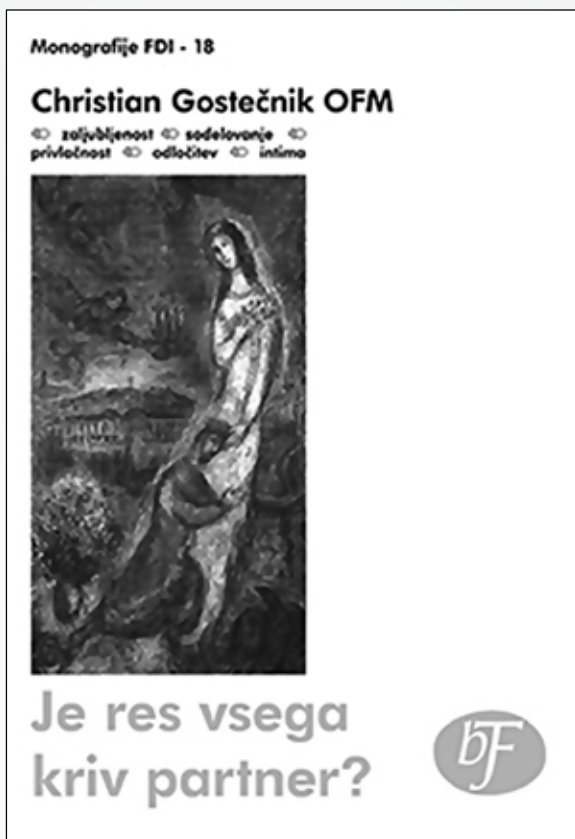 Monografije FDI - 18
Christian Gostečnik OFM
zaljubljenost sodelovanje
privlačnost odločitev intima
Je res vsega
kriv partner?
bF